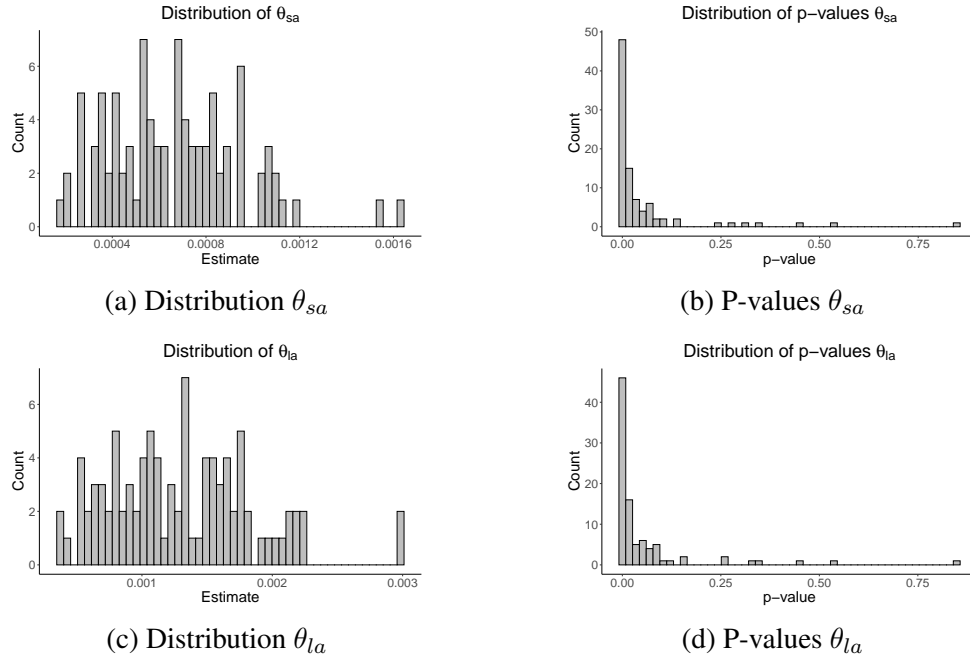 Distribution of θsa
Count
6
4
2
0
0.0004 0.0008 0.0012 0.0016
Estimate
(a) Distribution θsa
Distribution of p−values θsa
Count
50
40
30
20
10
0
0.00 0.25 0.50 0.75
p−value
(b) P-values θsa
Distribution of θla
Count
6
4
2
0
0.001 0.002 0.003
Estimate
(c) Distribution θla
Distribution of p−values θla
Count
40
30
20
10
0
0.00 0.25 0.50 0.75
p−value
(d) P-values θla